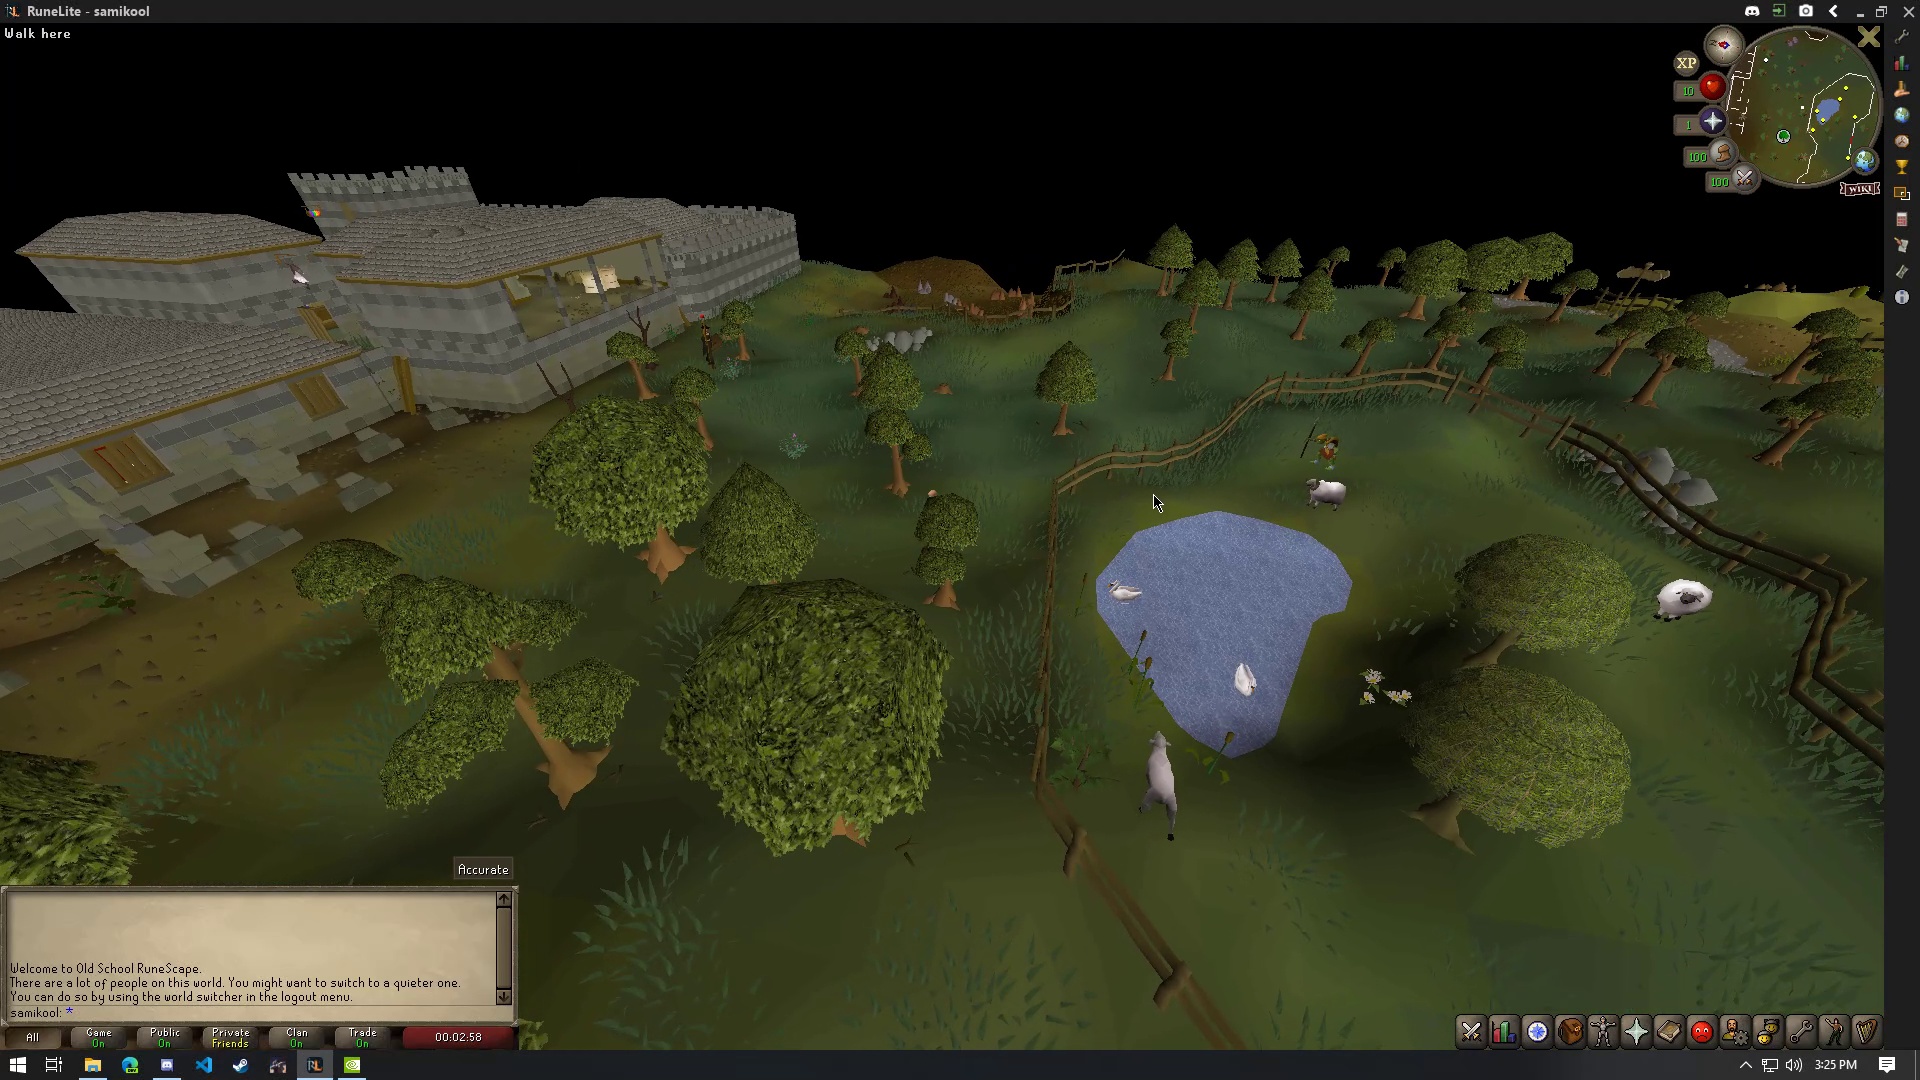 RuneLite - samikool
Walk here
XP
10
1
100
100
WIKI
Accurate
Welcome to Old School RuneScape.
There are a lot of people on this world. You might want to switch to a quieter one.
You can do so by using the world switcher in the logout menu.
samikool: *
All
Game
On
Public
On
Private
Friends
Clan
On
Trade
On
00:02:58
3:25 PM